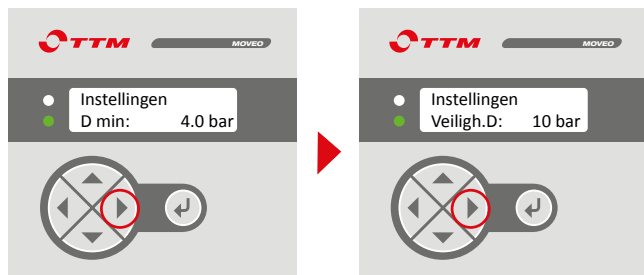 TTM
MOVEO
Instellingen
D min: 4.0 bar
TTM
MOVEO
Instellingen
Veiligh.D: 10 bar